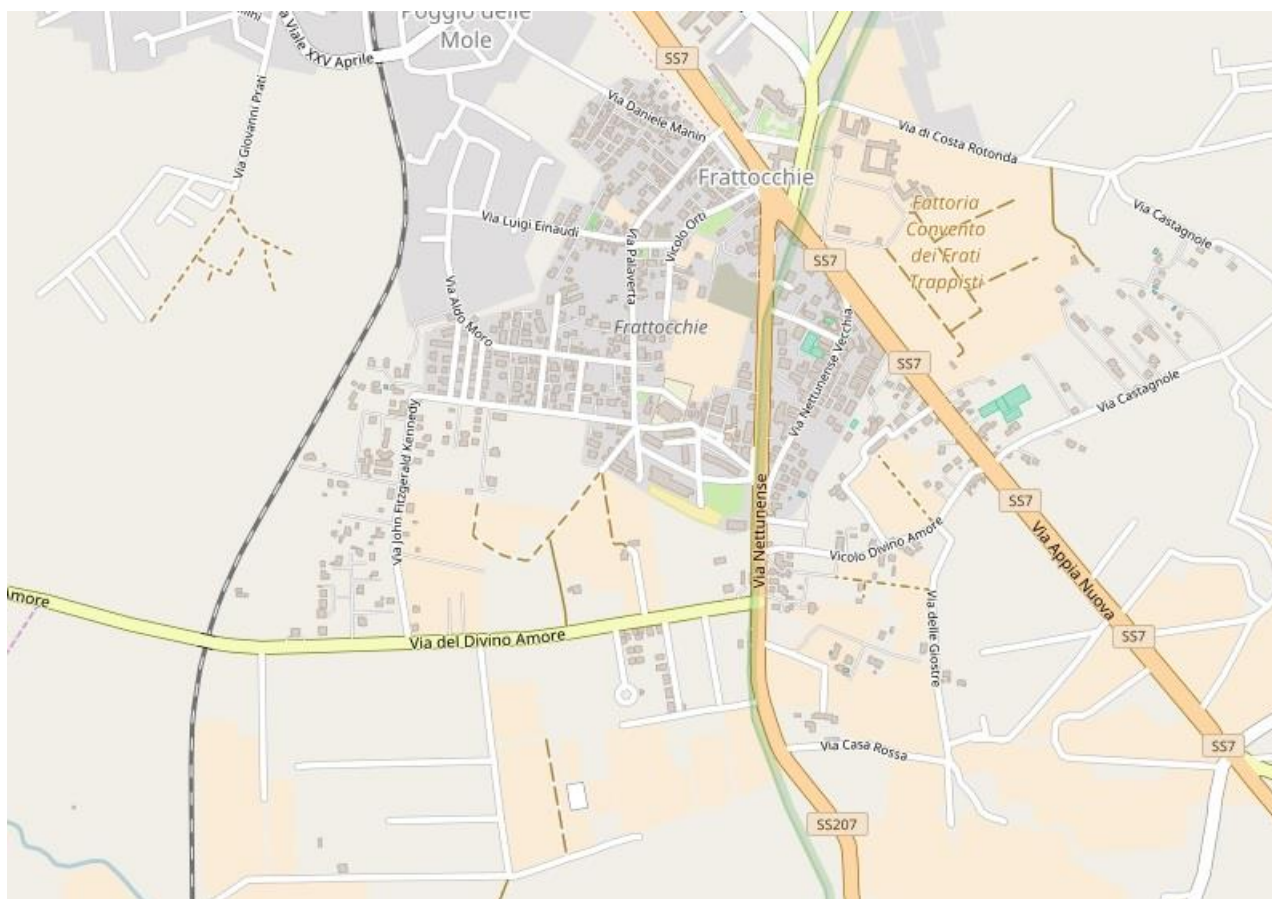 Poggio delle
Mole
Viale XXV Aprile
SS7
Via Giovanni Prati
Via Daniele Manin
Via di Costa Rotonda
Frattocchie
Via Luigi Einaudi
Via Palaverta
Vicolo Orti
Fattoria
Convento
dei Erati
Trappisti
Via Castagnole
SS7
Via Aldo Moro
Frattocchie
Via Nettunense Vecchia
SS7
Via Castagnole
Via John Fitzgerald Kennedy
Via Nettunense
SS7
Via Appia Nuova
Vicolo Divino Amore
Amore
Via del Divino Amore
Via delle Giostre
SS7
Via Casa Rossa
SS7
SS207